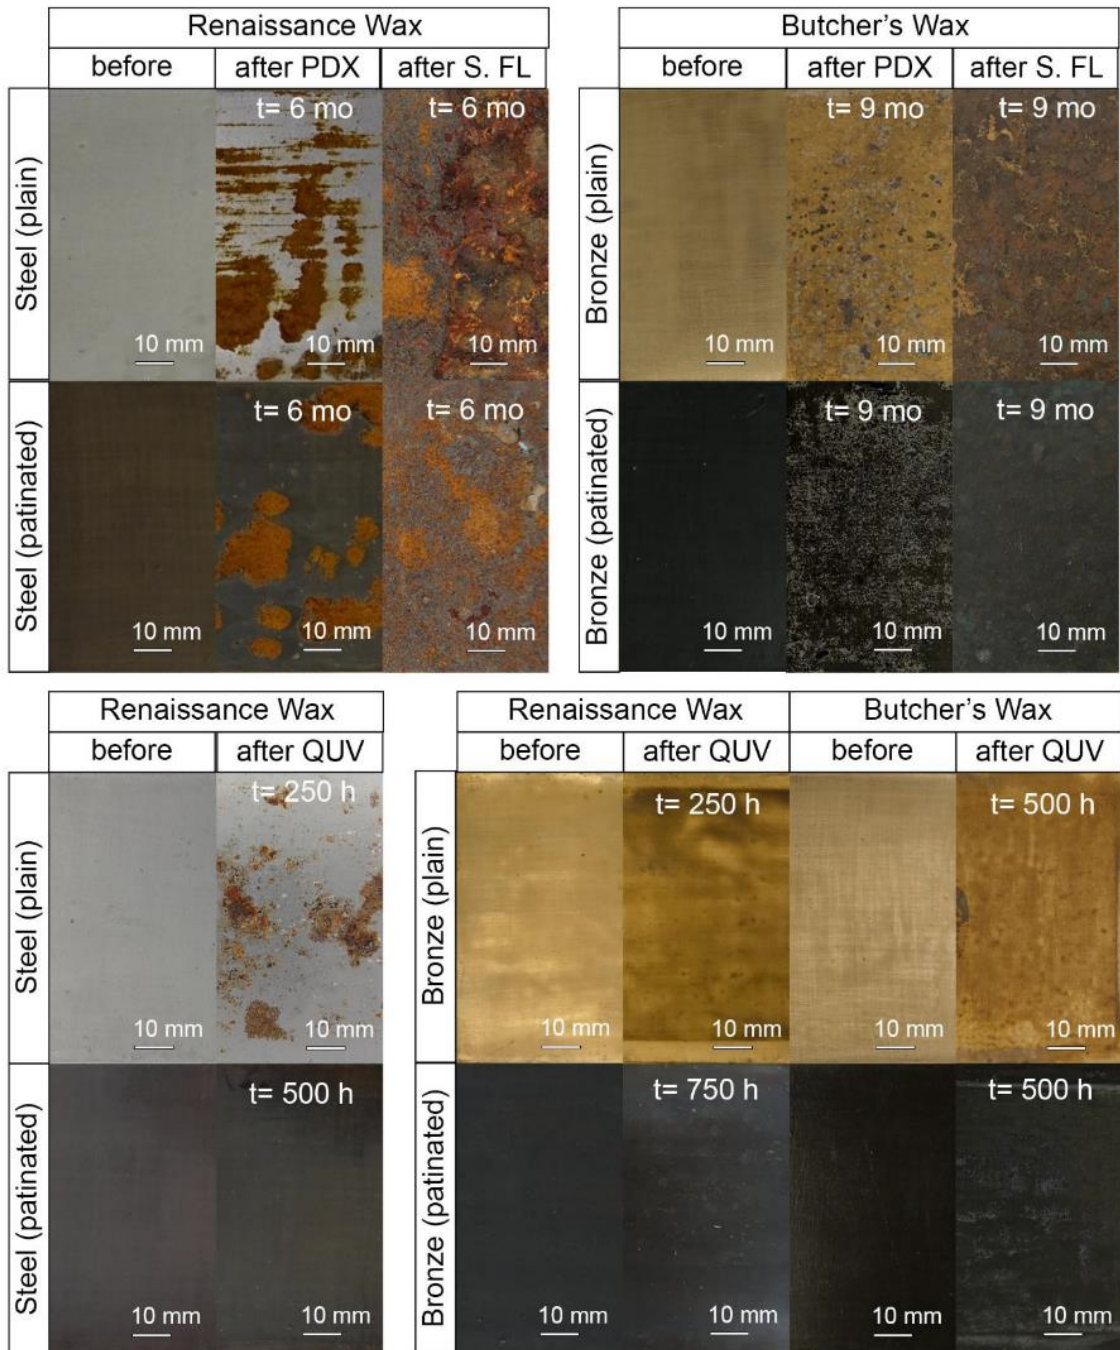 Renaissance Wax
before after PDX after S. FL
Steel (plain)
t= 6 mo t= 6 mo
10 mm 10 mm 10 mm
Steel (patinated)
t= 6 mo t= 6 mo
10 mm 10 mm 10 mm
Butcher's Wax
before after PDX after S. FL
Bronze (plain)
t= 9 mo t= 9 mo
10 mm 10 mm 10 mm
Bronze (patinated)
t= 9 mo t= 9 mo
10 mm 10 mm 10 mm
Renaissance Wax
before after QUV
Steel (plain)
t= 250 h
10 mm 10 mm
Steel (patinated)
t= 500 h
10 mm 10 mm
Renaissance Wax Butcher's Wax
before after QUV before after QUV
Bronze (plain)
t= 250 h t= 500 h
10 mm 10 mm 10 mm 10 mm
Bronze (patinated)
t= 750 h t= 500 h
10 mm 10 mm 10 mm 10 mm